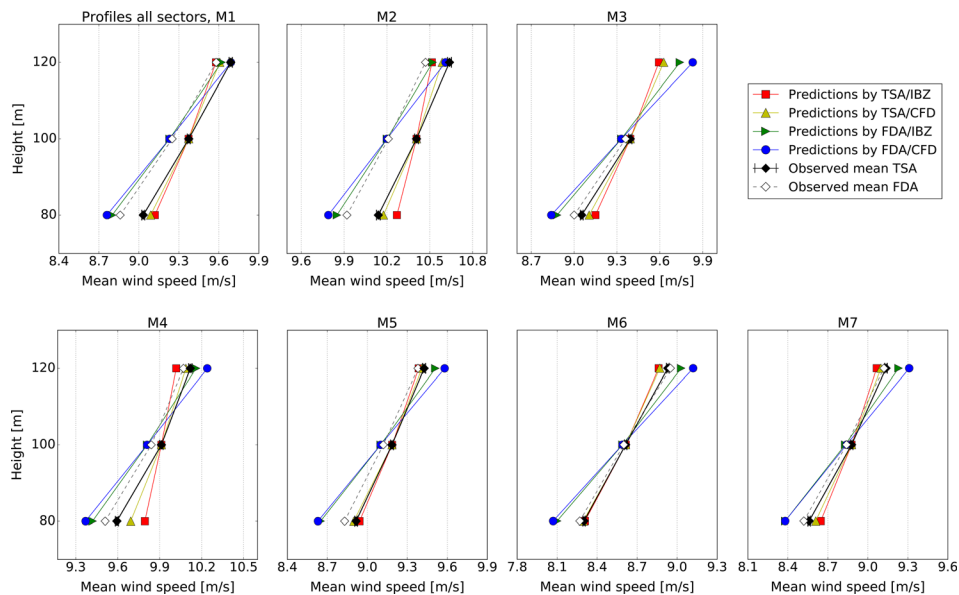 Profiles all sectors, M1
M2
M3
Height [m]
120
100
80
8.4 8.7 9.0 9.3 9.6 9.9
Mean wind speed [m/s]
9.6 9.9 10.2 10.5 10.8
Mean wind speed [m/s]
8.7 9.0 9.3 9.6 9.9
Mean wind speed [m/s]
Predictions by TSA/IBZ
Predictions by TSA/CFD
Predictions by FDA/IBZ
Predictions by FDA/CFD
Observed mean TSA
Observed mean FDA
M4
M5
M6
M7
Height [m]
120
100
80
9.3 9.6 9.9 10.2 10.5
Mean wind speed [m/s]
8.4 8.7 9.0 9.3 9.6 9.9
Mean wind speed [m/s]
7.8 8.1 8.4 8.7 9.0 9.3
Mean wind speed [m/s]
8.1 8.4 8.7 9.0 9.3 9.6
Mean wind speed [m/s]